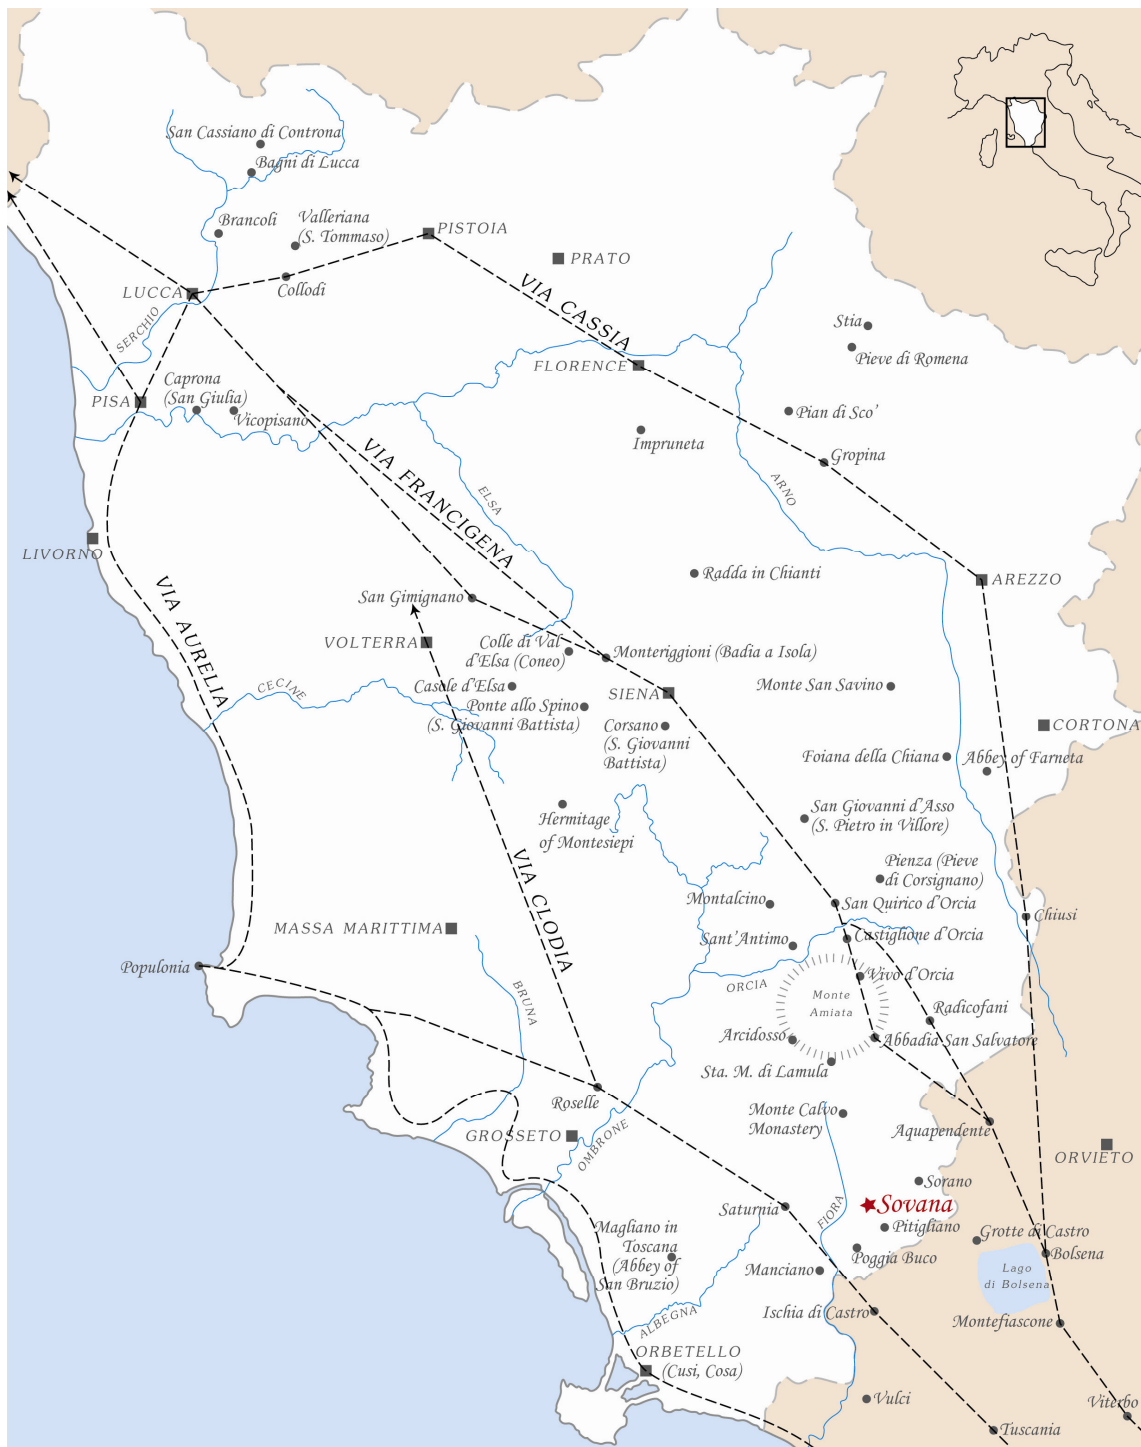 San Cassiano di Controna
Bagni di Lucca
Brancoli
Valleriana
(S. Tommaso)
PISTOIA
PRATO
LUCCA
Collodi
VIA CASSIA
SERCHIO
Stia
Pieve di Romena
FLORENCE
Caprona
(San Giulia)
PISA
Vicopisano
Pian di Sco'
Impruneta
Gropina
VIA FRANCIGENA
ELSA
ARNO
LIVORNO
Radda in Chianti
AREZZO
VIA AURELIA
San Gimignano
VOLTERRA
Colle di Val
d'Elsa (Coneo)
Monteriggioni (Badia a Isola)
CECINE
Casole d'Elsa
SIENA
Monte San Savino
Ponte allo Spino
(S. Giovanni Battista)
Corsano
(S. Giovanni
Battista)
CORTONA
Foiana della Chiana
Abbey of Farneta
Hermitage
of Montesiepi
San Giovanni d'Asso
(S. Pietro in Villore)
VIA CLODIA
Pienza (Pieve
di Corsignano)
Montalcino
San Quirico d'Orcia
Chiusi
MASSA MARITTIMA
Sant'Antimo
Castiglione d'Orcia
Populonia
Vivo d'Orcia
BRUNA
ORCIA
Monte
Amiata
Radicofani
Arcidosso
Abbadia San Salvatore
Sta. M. di Lamula
Roselle
Monte Calvo
Monastery
Aquapendente
GROSSETO
OMBRONE
ORVIETO
Sorano
Saturnia
FIORA
Sovana
Pitigliano
Magliano in
Toscana
(Abbey of
San Bruzio)
Grotte di Castro
Poggia Buco
Bolsena
Manciano
Lago
di Bolsena
Ischia di Castro
ALBEGNA
Montefiascone
ORBETELLO
(Cusi, Cosa)
Vulci
Viterbo
Tuscania